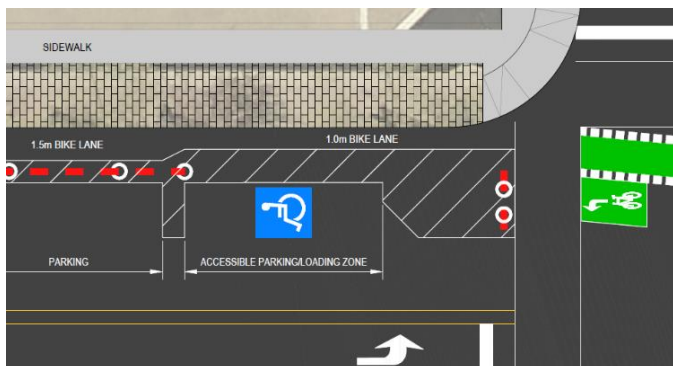 SIDEWALK
1.5m BIKE LANE
1.0m BIKE LANE
PARKING
ACCESSIBLE PARKING/LOADING ZONE